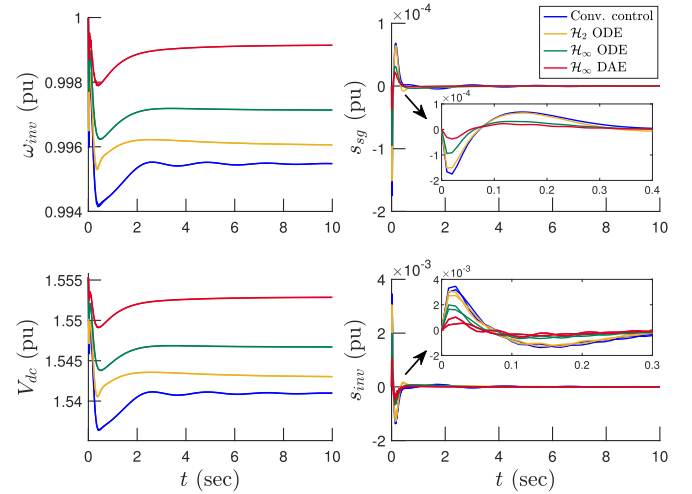 1
0.998
0.996
0.994
0 2 4 6 8 10
ω_inv (pu)
×10⁻⁴
1
0
-1
-2
0 2 4 6 8 10
s_sg (pu)
Conv. control
ℋ₂ ODE
ℋ∞ ODE
ℋ∞ DAE
×10⁻⁴
1
0
-1
-2
0 0.1 0.2 0.3 0.4
1.555
1.55
1.545
1.54
0 2 4 6 8 10
V_dc (pu)
t (sec)
×10⁻³
4
2
0
-2
0 2 4 6 8 10
s_inv (pu)
t (sec)
×10⁻³
4
2
0
-2
0 0.1 0.2 0.3